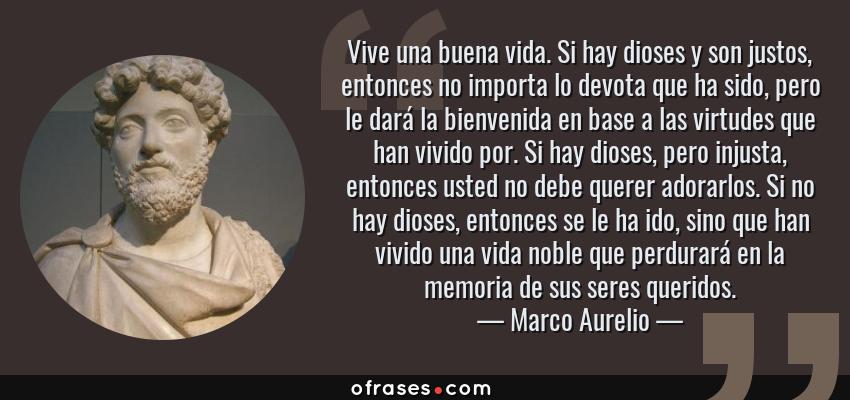 Vive una buena vida. Si hay dioses y son justos,
entonces no importa lo devota que ha sido, pero
le dará la bienvenida en base a las virtudes que
han vivido por. Si hay dioses, pero injusta,
entonces usted no debe querer adorarlos. Si no
hay dioses, entonces se le ha ido, sino que han
vivido una vida noble que perdurará en la
memoria de sus seres queridos.
— Marco Aurelio —
ofrases.com